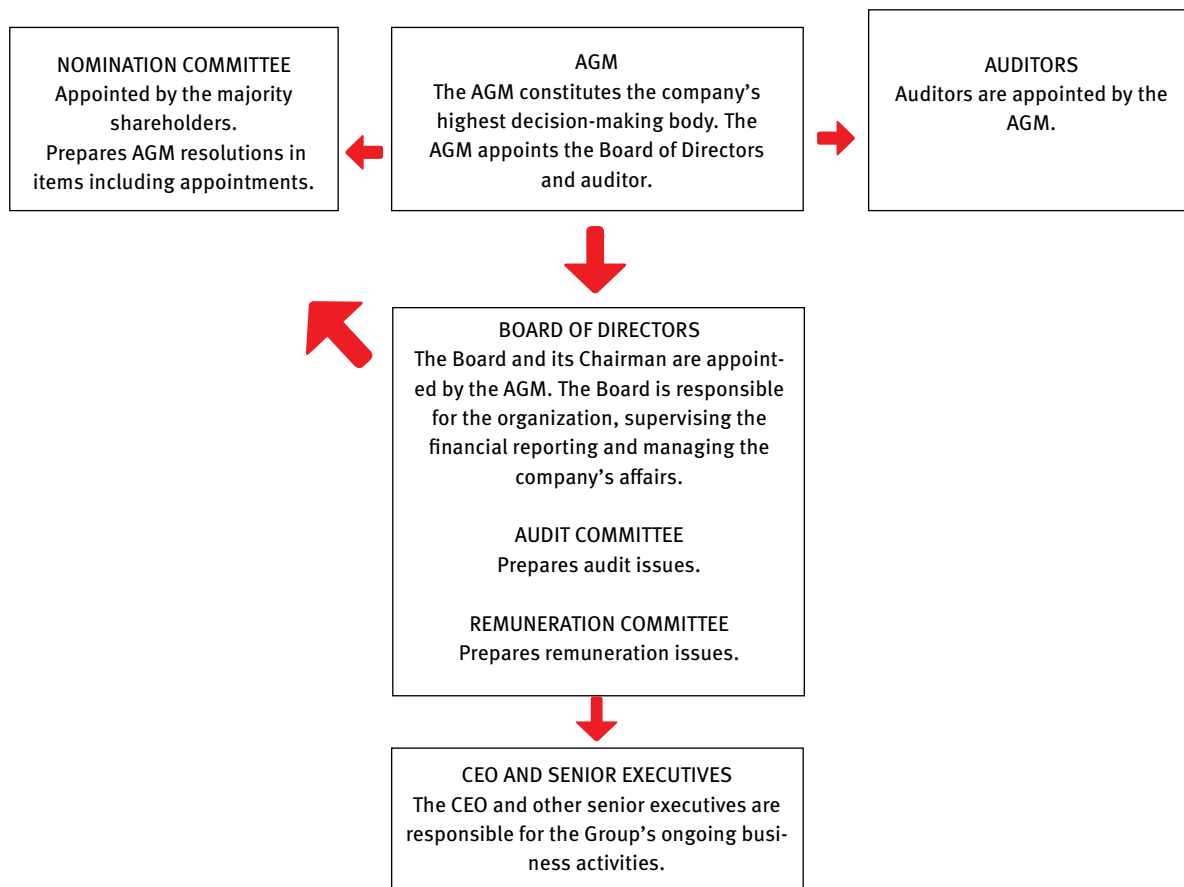 NOMINATION COMMITTEE
Appointed by the majority
shareholders.
Prepares AGM resolutions in
items including appointments.
AGM
The AGM constitutes the company’s
highest decision-making body. The
AGM appoints the Board of Directors
and auditor.
AUDITORS
Auditors are appointed by the
AGM.
BOARD OF DIRECTORS
The Board and its Chairman are appoint-
ed by the AGM. The Board is responsible
for the organization, supervising the
financial reporting and managing the
company’s affairs.
AUDIT COMMITTEE
Prepares audit issues.
REMUNERATION COMMITTEE
Prepares remuneration issues.
CEO AND SENIOR EXECUTIVES
The CEO and other senior executives are
responsible for the Group’s ongoing busi-
ness activities.